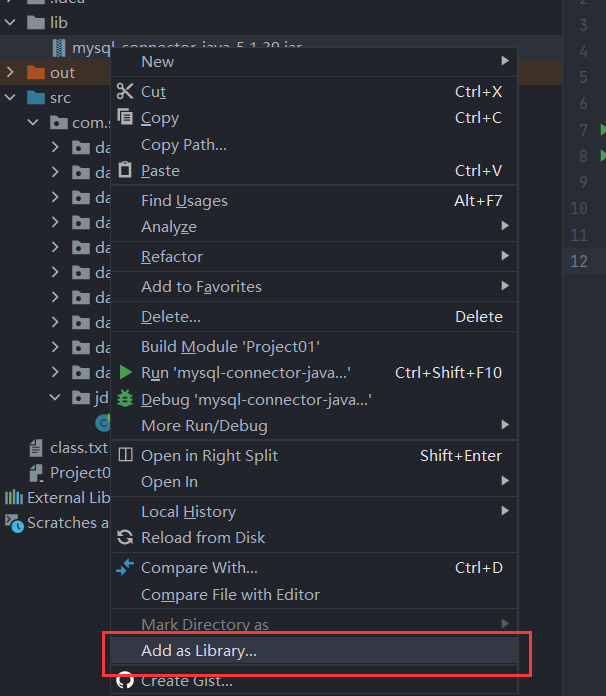 .idea
lib
mysql-connector-java-5.1.39.jar
out
src
com.s
da
da
da
da
da
da
da
da
da
da
jd
class.txt
Project0
External Lib
Scratches a
New
Cut Ctrl+X
Copy Ctrl+C
Copy Path...
Paste Ctrl+V
Find Usages Alt+F7
Analyze
Refactor
Add to Favorites
Delete... Delete
Build Module 'Project01'
Run 'mysql-connector-java...' Ctrl+Shift+F10
Debug 'mysql-connector-java...'
More Run/Debug
Open in Right Split Shift+Enter
Open In
Local History
Reload from Disk
Compare With... Ctrl+D
Compare File with Editor
Mark Directory as
Add as Library...
Create Gist...
2
3
4
5
6
7
8
9
10
11
12